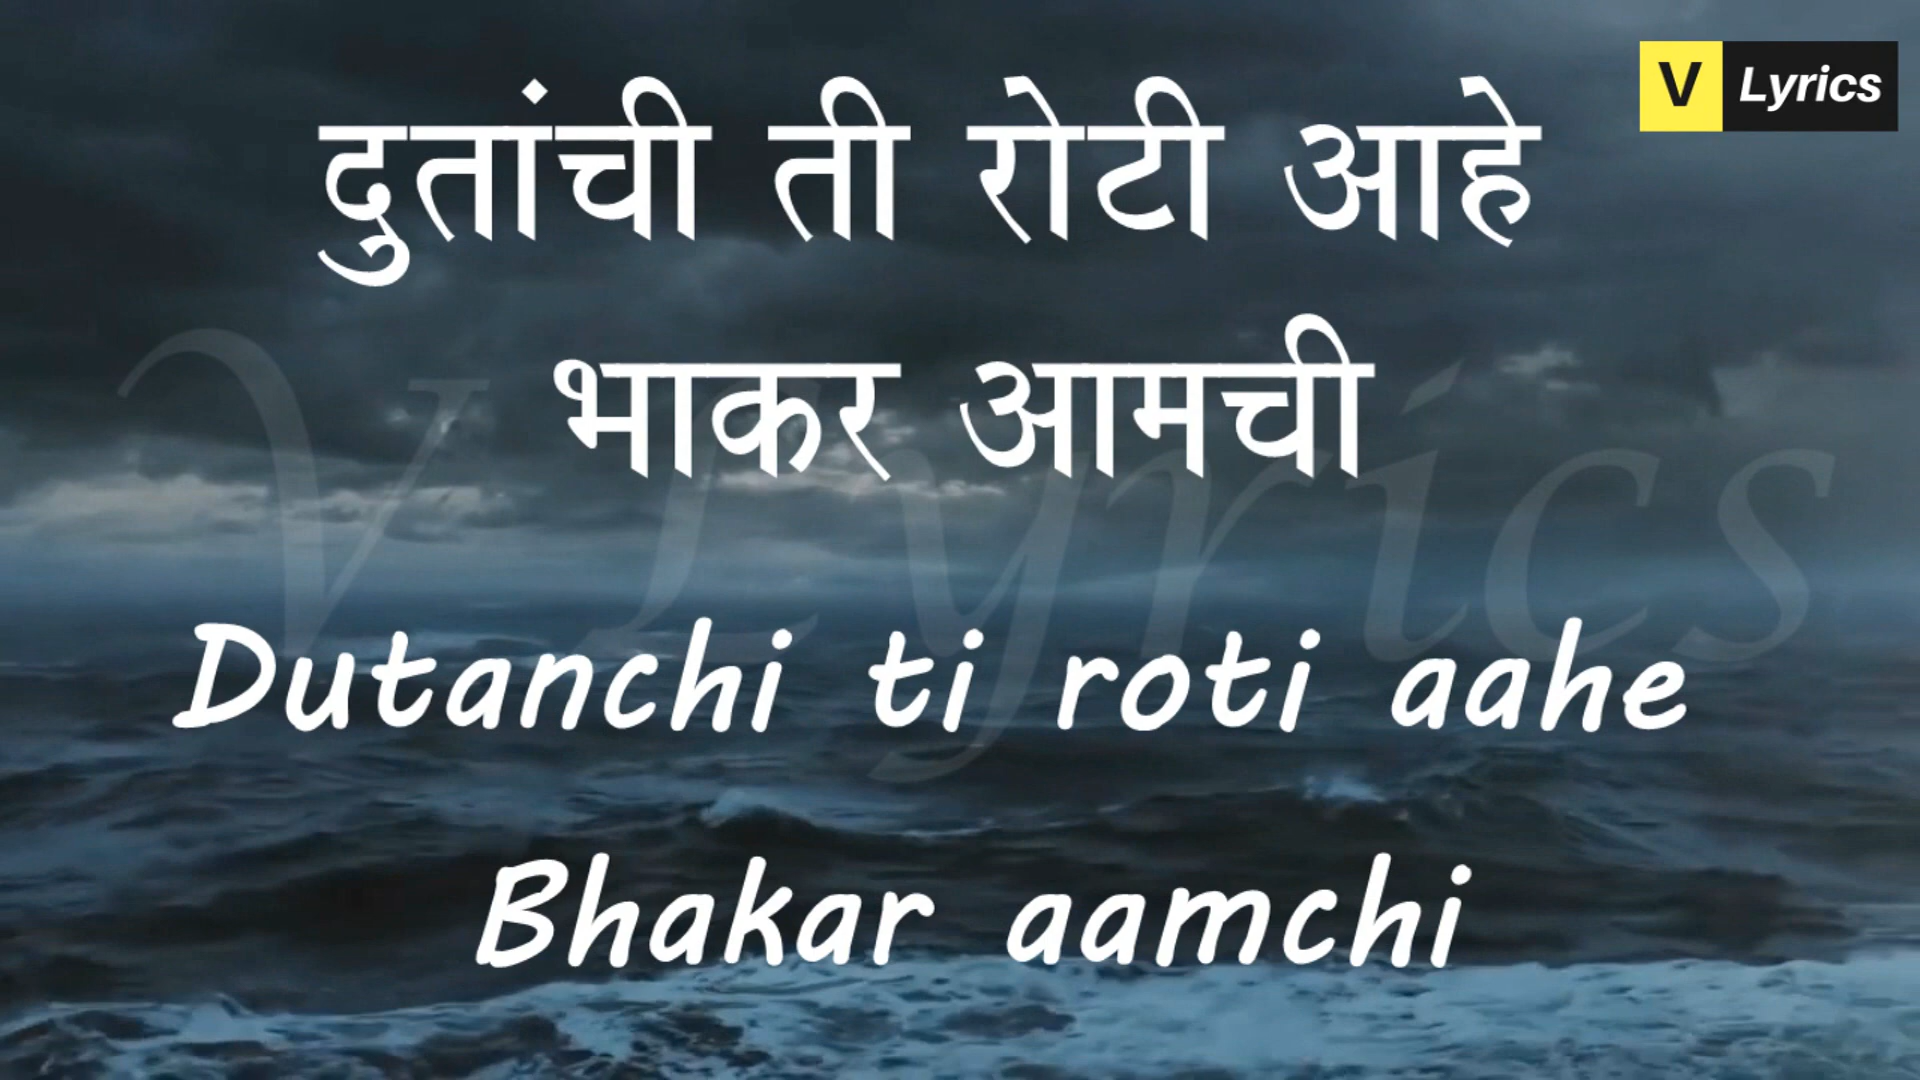 V Lyrics
दुतांची ती रोटी आहे
भाकर आमची
V Lyrics
Dutanchi ti roti aahe
Bhakar aamchi